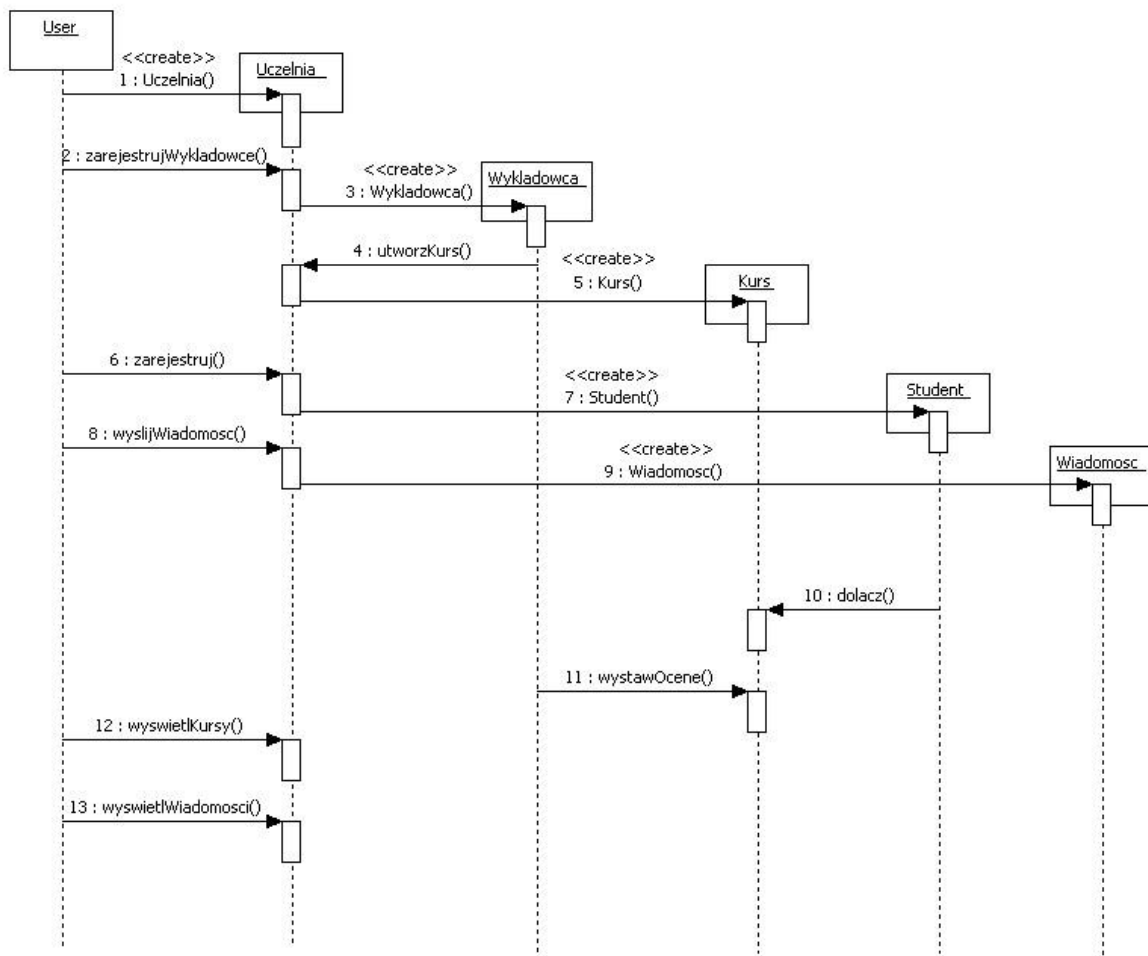 User
<<create>>
1 : Uczelnia()
Uczelnia
2 : zarejestrujWykladowce()
<<create>>
3 : Wykladowca()
Wykladowca
4 : utworzKurs()
<<create>>
5 : Kurs()
Kurs
6 : zarejestruj()
<<create>>
7 : Student()
Student
8 : wyslijWiadomosc()
<<create>>
9 : Wiadomosc()
Wiadomosc
10 : dolacz()
11 : wystawOcene()
12 : wyswietlKursy()
13 : wyswietlWiadomosci()